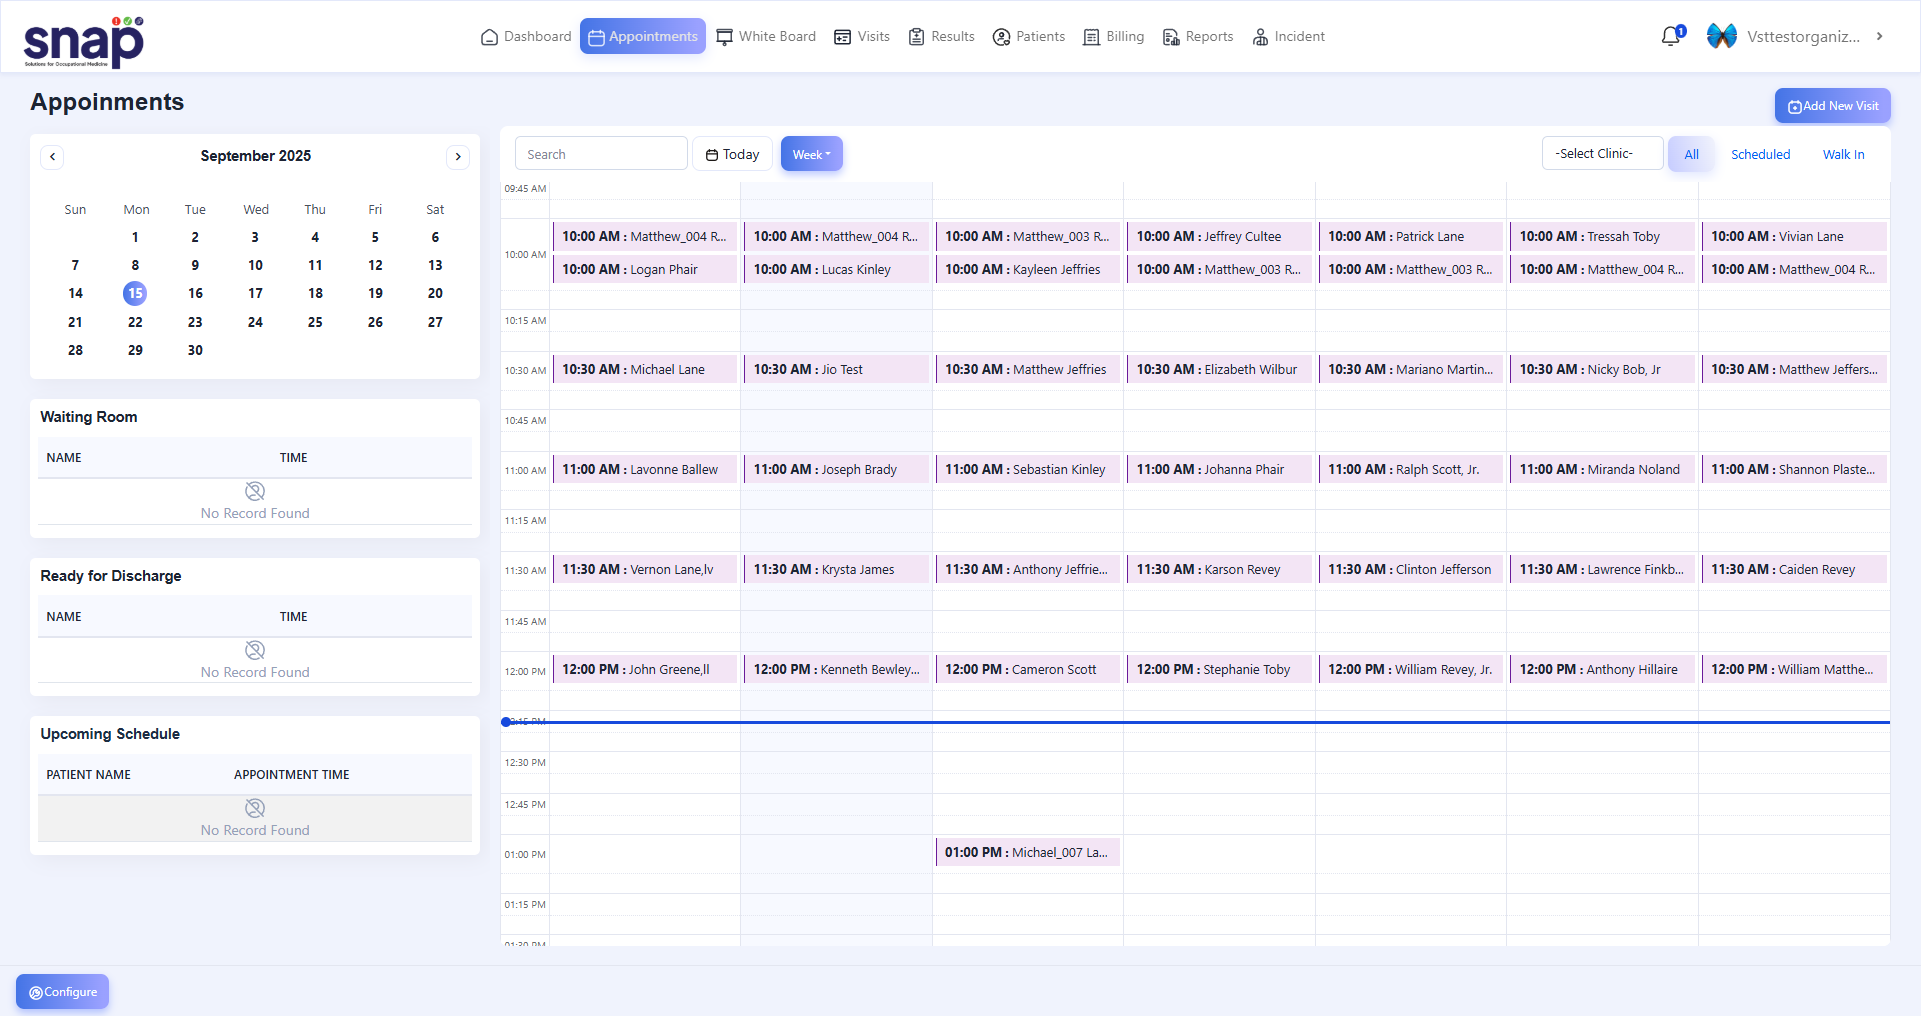 snap
Solutions for Occupational Medicine
Dashboard
Appointments
White Board
Visits
Results
Patients
Billing
Reports
Incident
1
Vsttestorganiz...
Appoinments
Add New Visit
September 2025
Sun Mon Tue Wed Thu Fri Sat
1 2 3 4 5 6
7 8 9 10 11 12 13
14 15 16 17 18 19 20
21 22 23 24 25 26 27
28 29 30
Waiting Room
NAME TIME
No Record Found
Ready for Discharge
NAME TIME
No Record Found
Upcoming Schedule
PATIENT NAME APPOINTMENT TIME
No Record Found
Search
Today
Week
-Select Clinic-
All
Scheduled
Walk In
09:45 AM
10:00 AM : Matthew_004 R... 10:00 AM : Matthew_004 R... 10:00 AM : Matthew_003 R... 10:00 AM : Jeffrey Cultee 10:00 AM : Patrick Lane 10:00 AM : Tressah Toby 10:00 AM : Vivian Lane
10:00 AM
10:00 AM : Logan Phair 10:00 AM : Lucas Kinley 10:00 AM : Kayleen Jeffries 10:00 AM : Matthew_003 R... 10:00 AM : Matthew_003 R... 10:00 AM : Matthew_004 R... 10:00 AM : Matthew_004 R...
10:15 AM
10:30 AM 10:30 AM : Michael Lane 10:30 AM : Jio Test 10:30 AM : Matthew Jeffries 10:30 AM : Elizabeth Wilbur 10:30 AM : Mariano Martin... 10:30 AM : Nicky Bob, Jr 10:30 AM : Matthew Jeffers...
10:45 AM
11:00 AM 11:00 AM : Lavonne Ballew 11:00 AM : Joseph Brady 11:00 AM : Sebastian Kinley 11:00 AM : Johanna Phair 11:00 AM : Ralph Scott, Jr. 11:00 AM : Miranda Noland 11:00 AM : Shannon Plaste...
11:15 AM
11:30 AM 11:30 AM : Vernon Lane,lv 11:30 AM : Krysta James 11:30 AM : Anthony Jeffrie... 11:30 AM : Karson Revey 11:30 AM : Clinton Jefferson 11:30 AM : Lawrence Finkb... 11:30 AM : Caiden Revey
11:45 AM
12:00 PM 12:00 PM : John Greene,ll 12:00 PM : Kenneth Bewley... 12:00 PM : Cameron Scott 12:00 PM : Stephanie Toby 12:00 PM : William Revey, Jr. 12:00 PM : Anthony Hillaire 12:00 PM : William Matthe...
12:15 PM
12:30 PM
12:45 PM
01:00 PM 01:00 PM : Michael_007 La...
01:15 PM
01:30 PM
Configure